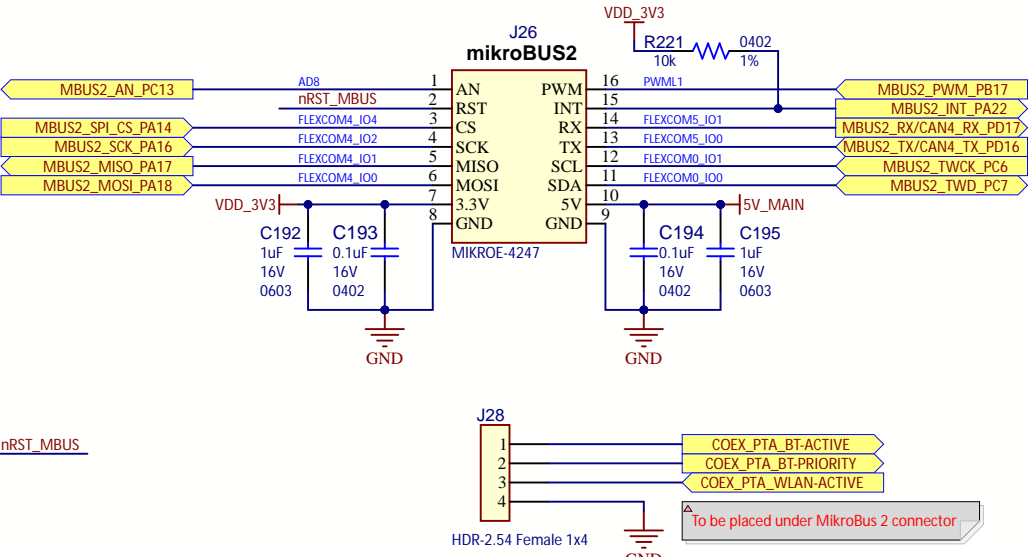 VDD_3V3
J26
mikroBUS2
R221
10k
0402
1%
MBUS2_AN_PC13
AD8
1
AN
PWM
16
PWML1
MBUS2_PWM_PB17
nRST_MBUS
2
RST
INT
15
MBUS2_INT_PA22
MBUS2_SPI_CS_PA14
FLEXCOM4_IO4
3
CS
RX
14
FLEXCOM5_IO1
MBUS2_RX/CAN4_RX_PD17
MBUS2_SCK_PA16
FLEXCOM4_IO2
4
SCK
TX
13
FLEXCOM5_IO0
MBUS2_TX/CAN4_TX_PD16
MBUS2_MISO_PA17
FLEXCOM4_IO1
5
MISO
SCL
12
FLEXCOM0_IO1
MBUS2_TWCK_PC6
MBUS2_MOSI_PA18
FLEXCOM4_IO0
6
MOSI
SDA
11
FLEXCOM0_IO0
MBUS2_TWD_PC7
VDD_3V3
7
3.3V
5V
10
5V_MAIN
8
GND
GND
9
MIKROE-4247
C192
1uF
16V
0603
C193
0.1uF
16V
0402
C194
0.1uF
16V
0402
C195
1uF
16V
0603
GND
GND
nRST_MBUS
J28
1
COEX_PTA_BT-ACTIVE
2
COEX_PTA_BT-PRIORITY
3
COEX_PTA_WLAN-ACTIVE
4
To be placed under MikroBus 2 connector
HDR-2.54 Female 1x4
GND